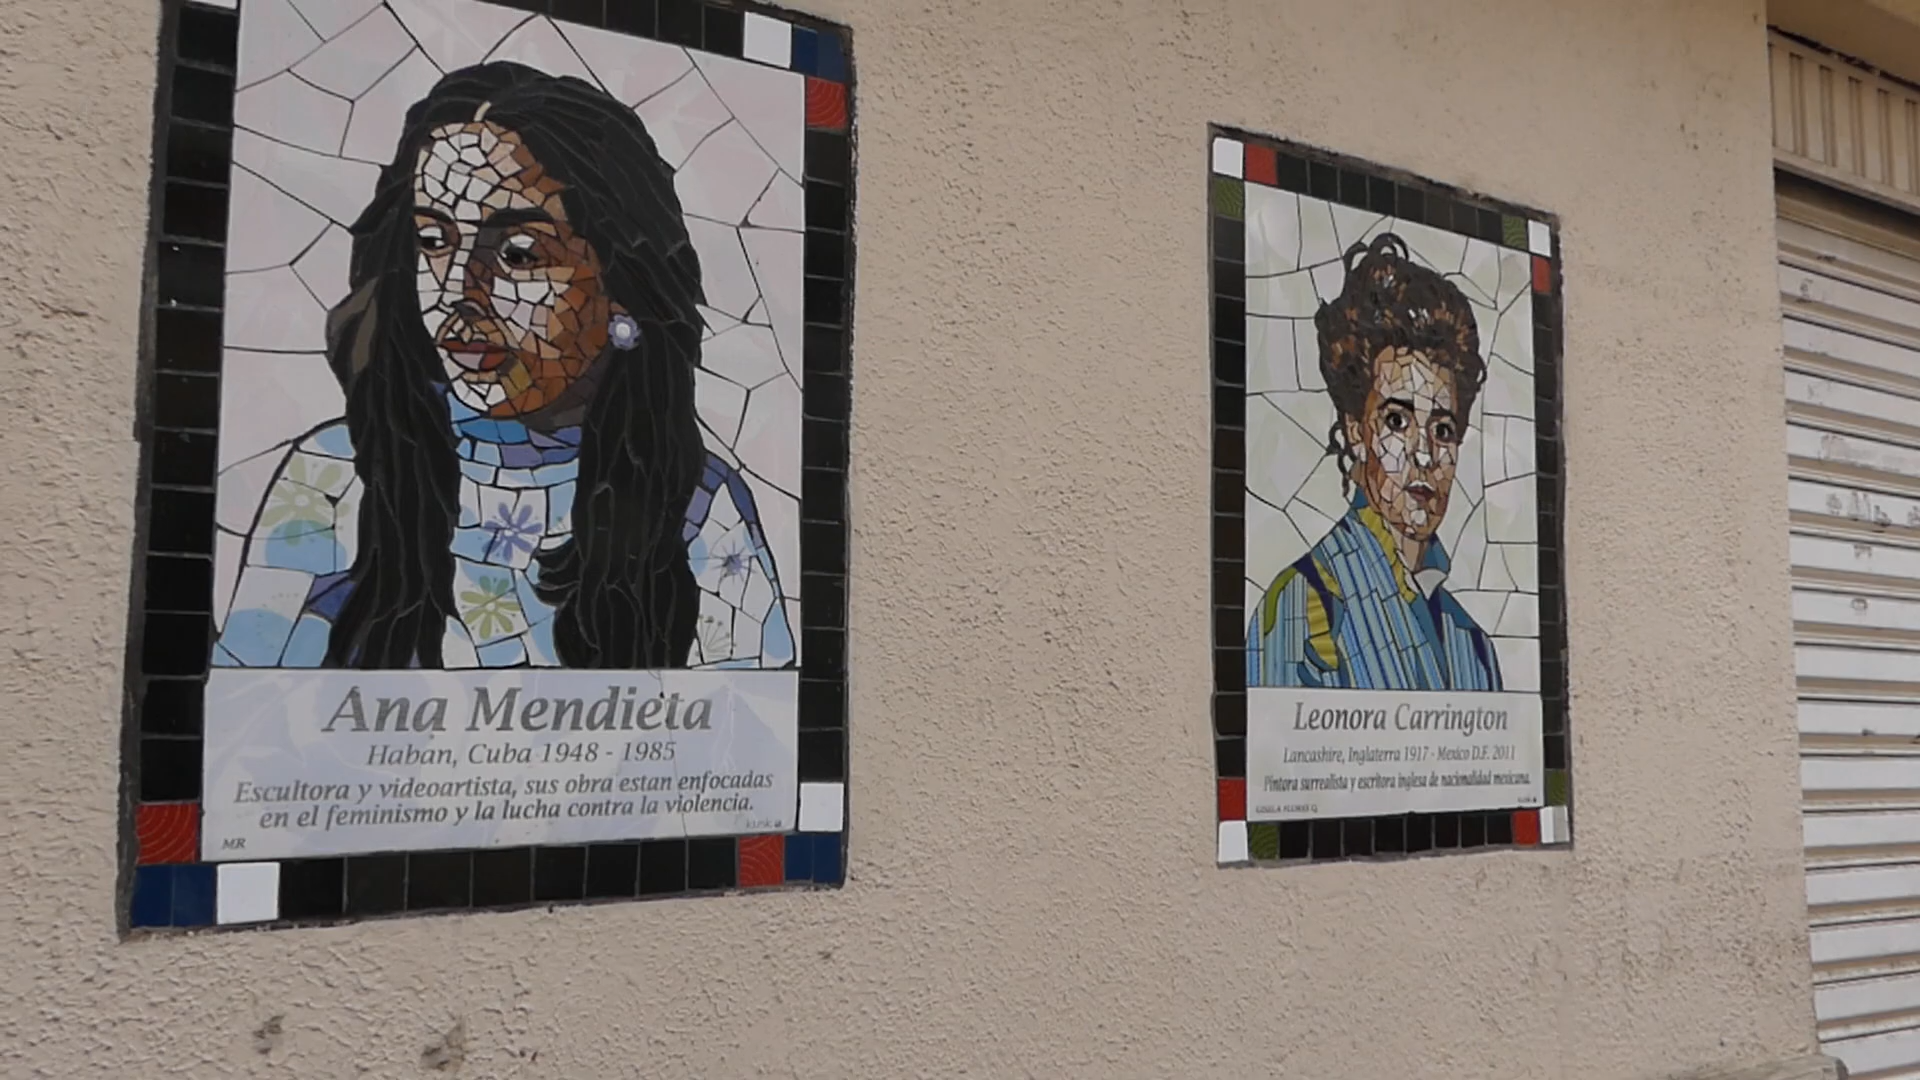 Ana Mendieta
Haban, Cuba 1948 - 1985
Escultora y videoartista, sus obra estan enfocadas
en el feminismo y la lucha contra la violencia.
MR
Leonora Carrington
Lancashire, Inglaterra 1917 - Mexico D.F. 2011
Pintora surrealista y escritora inglesa de nacionalidad mexicana.